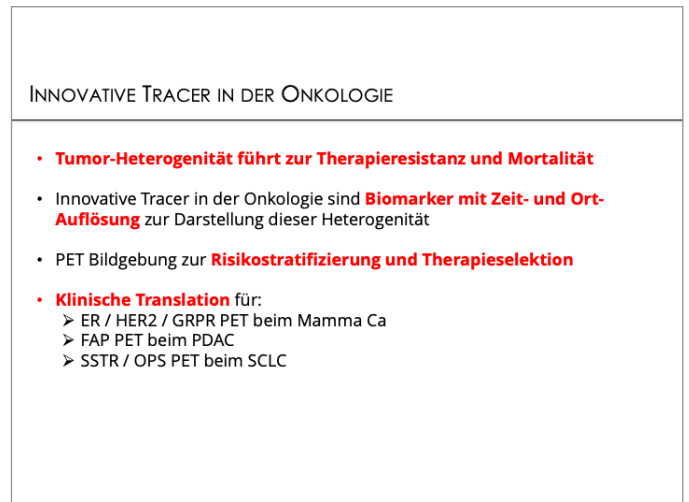 INNOVATIVE TRACER IN DER ONKOLOGIE
• Tumor-Heterogenität führt zur Therapieresistanz und Mortalität
• Innovative Tracer in der Onkologie sind Biomarker mit Zeit- und Ort-
Auflösung zur Darstellung dieser Heterogenität
• PET Bildgebung zur Risikostratifizierung und Therapieselektion
• Klinische Translation für:
➢ ER / HER2 / GRPR PET beim Mamma Ca
➢ FAP PET beim PDAC
➢ SSTR / OPS PET beim SCLC